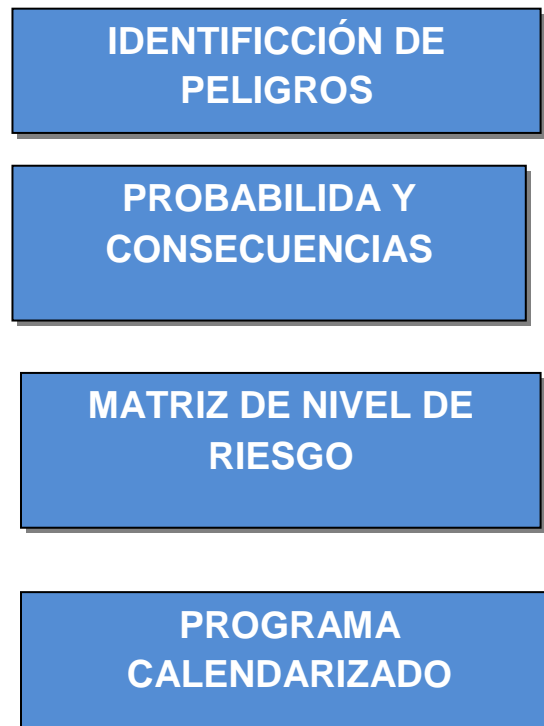 IDENTIFICCIÓN DE
PELIGROS
PROBABILIDA Y
CONSECUENCIAS
MATRIZ DE NIVEL DE
RIESGO
PROGRAMA
CALENDARIZADO